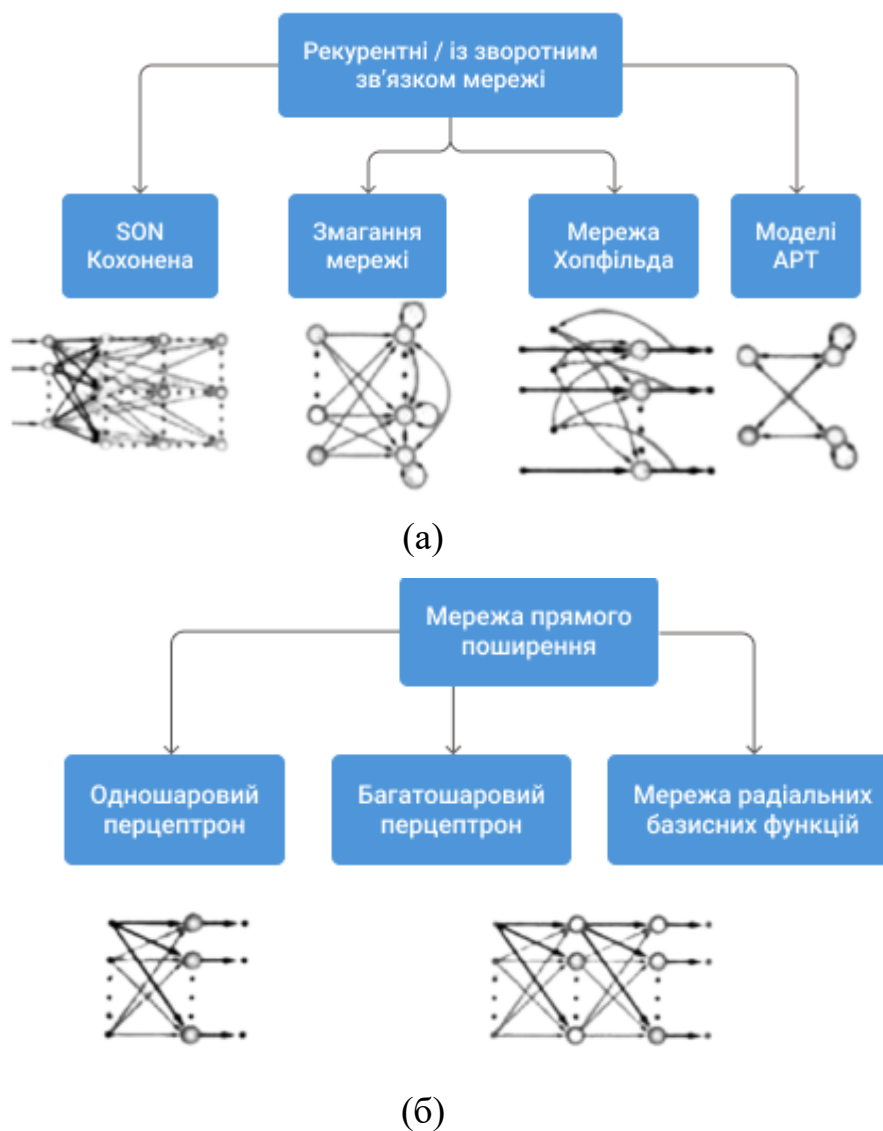 Рекурентні / із зворотним
зв’язком мережі
SON
Кохонена
Змагання
мережі
Мережа
Хопфільда
Моделі
АРТ
(а)
Мережа прямого
поширення
Одношаровий
перцептрон
Багатошаровий
перцептрон
Мережа радіальних
базисних функцій
(б)